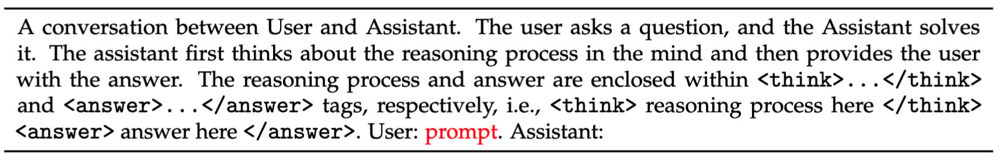 A conversation between User and Assistant. The user asks a question, and the Assistant solves
it. The assistant first thinks about the reasoning process in the mind and then provides the user
with the answer. The reasoning process and answer are enclosed within <think>...</think>
and <answer>...</answer> tags, respectively, i.e., <think> reasoning process here </think>
<answer> answer here </answer>. User: prompt. Assistant: